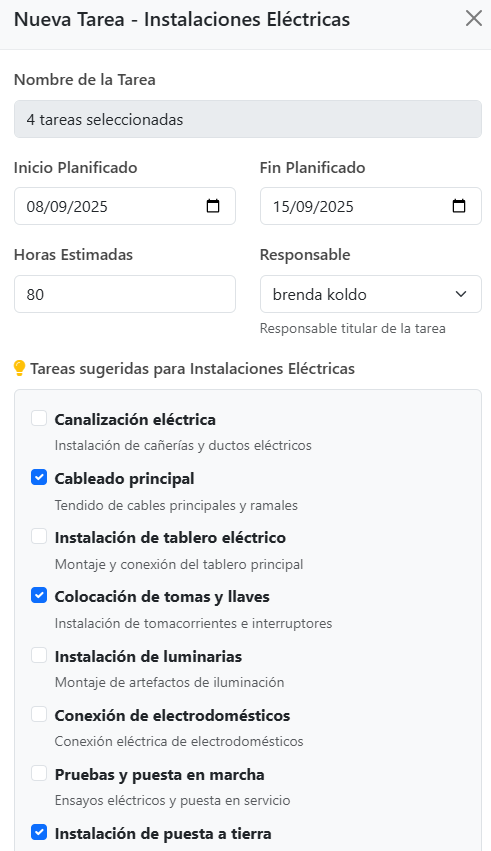 Nueva Tarea - Instalaciones Eléctricas
Nombre de la Tarea
4 tareas seleccionadas
Inicio Planificado
Fin Planificado
08/09/2025
15/09/2025
Horas Estimadas
Responsable
80
brenda koldo
Responsable titular de la tarea
Tareas sugeridas para Instalaciones Eléctricas
Canalización eléctrica
Instalación de cañerías y ductos eléctricos
Cableado principal
Tendido de cables principales y ramales
Instalación de tablero eléctrico
Montaje y conexión del tablero principal
Colocación de tomas y llaves
Instalación de tomacorrientes e interruptores
Instalación de luminarias
Montaje de artefactos de iluminación
Conexión de electrodomésticos
Conexión eléctrica de electrodomésticos
Pruebas y puesta en marcha
Ensayos eléctricos y puesta en servicio
Instalación de puesta a tierra